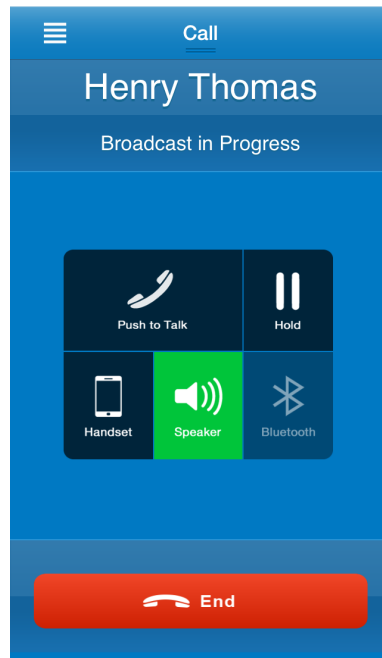 Call
Henry Thomas
Broadcast in Progress
Push to Talk
Hold
Handset
Speaker
Bluetooth
End